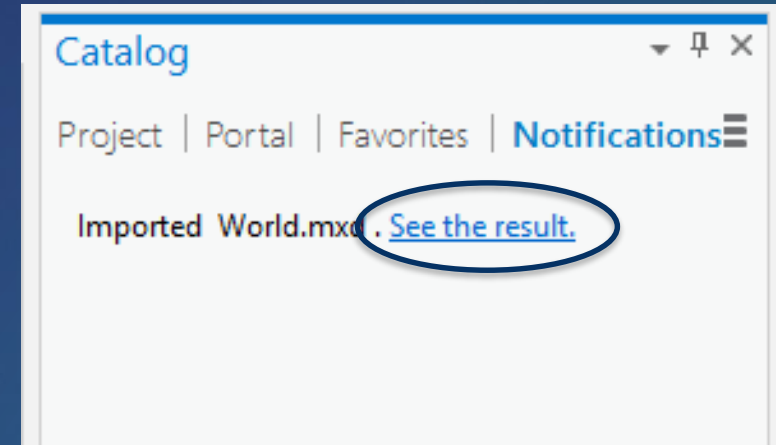 Catalog
Project | Portal | Favorites | Notifications
Imported World.mxd . See the result.